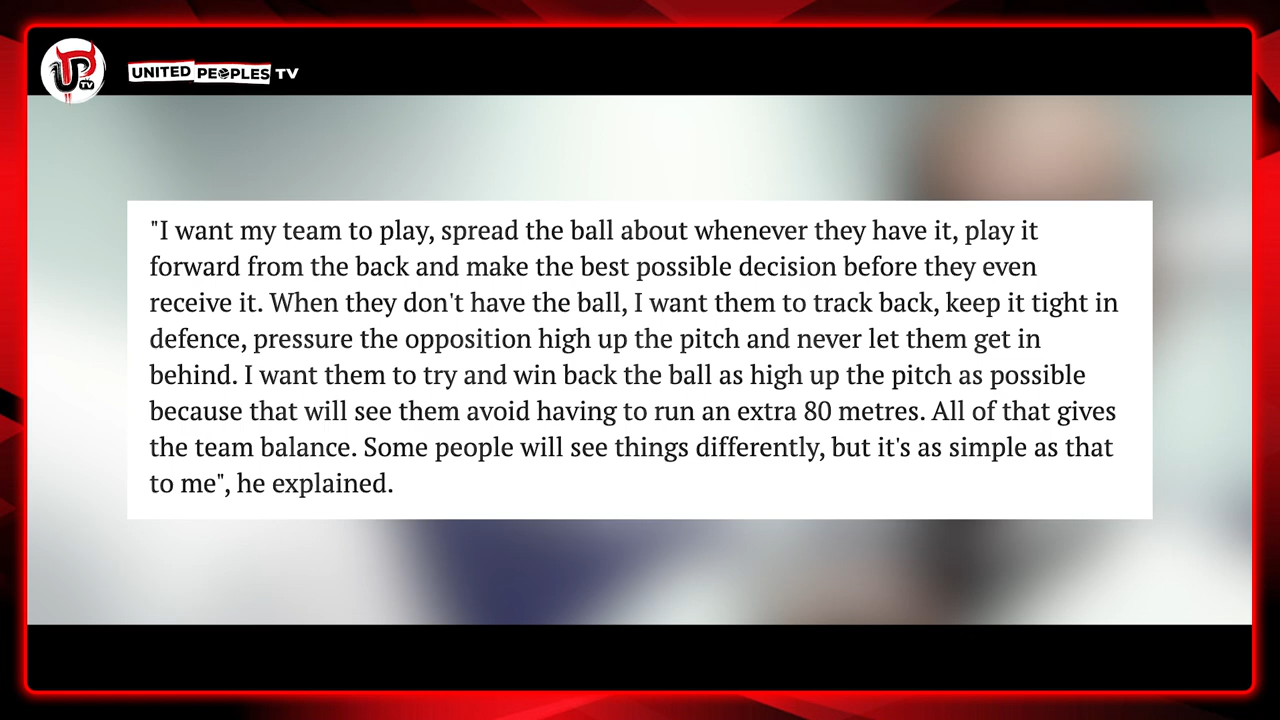 UP
TV
UNITED PEOPLES TV
"I want my team to play, spread the ball about whenever they have it, play it
forward from the back and make the best possible decision before they even
receive it. When they don't have the ball, I want them to track back, keep it tight in
defence, pressure the opposition high up the pitch and never let them get in
behind. I want them to try and win back the ball as high up the pitch as possible
because that will see them avoid having to run an extra 80 metres. All of that gives
the team balance. Some people will see things differently, but it's as simple as that
to me", he explained.